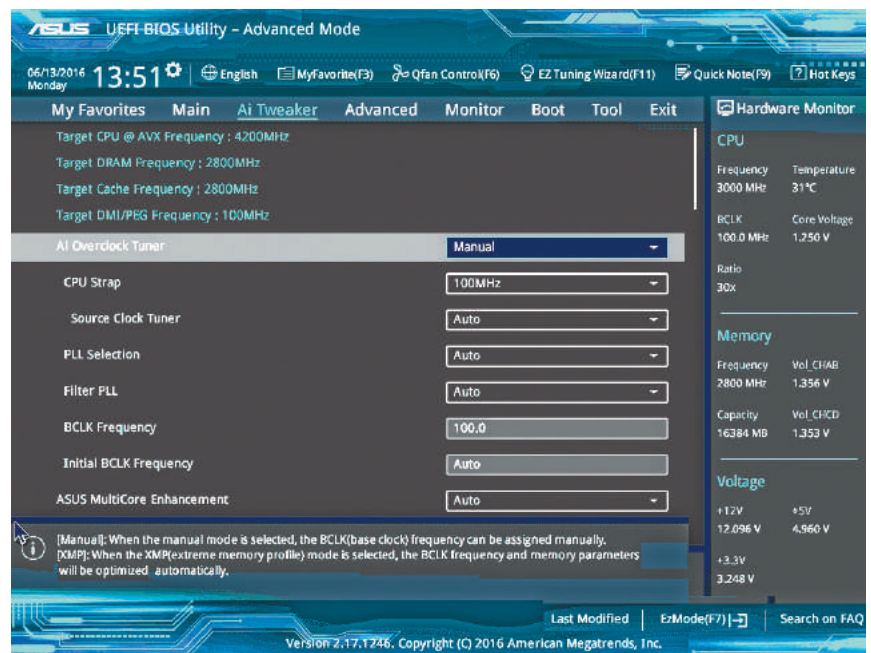 ASUS UEFI BIOS Utility – Advanced Mode
06/13/2016 Monday 13:51 English MyFavorite(F3) Qfan Control(F6) EZ Tuning Wizard(F11) Quick Note(F9) ? Hot Keys
My Favorites Main Ai Tweaker Advanced Monitor Boot Tool Exit
Target CPU @ AVX Frequency : 4200MHz
Target DRAM Frequency : 2800MHz
Target Cache Frequency : 2800MHz
Target DMI/PEG Frequency : 100MHz
AI Overclock Tuner Manual
CPU Strap 100MHz
Source Clock Tuner Auto
PLL Selection Auto
Filter PLL Auto
BCLK Frequency 100.0
Initial BCLK Frequency Auto
ASUS MultiCore Enhancement Auto
[Manual]: When the manual mode is selected, the BCLK(base clock) frequency can be assigned manually.
[XMP]: When the XMP(extreme memory profile) mode is selected, the BCLK frequency and memory parameters
will be optimized automatically.
Hardware Monitor
CPU
Frequency Temperature
3000 MHz 31°C
BCLK Core Voltage
100.0 MHz 1.250 V
Ratio
30x
Memory
Frequency Vol_CHAB
2800 MHz 1.356 V
Capacity Vol_CHCD
16384 MB 1.353 V
Voltage
+12V +5V
12.096 V 4.960 V
+3.3V
3.248 V
Last Modified EzMode(F7) Search on FAQ
Version 2.17.1246. Copyright (C) 2016 American Megatrends, Inc.